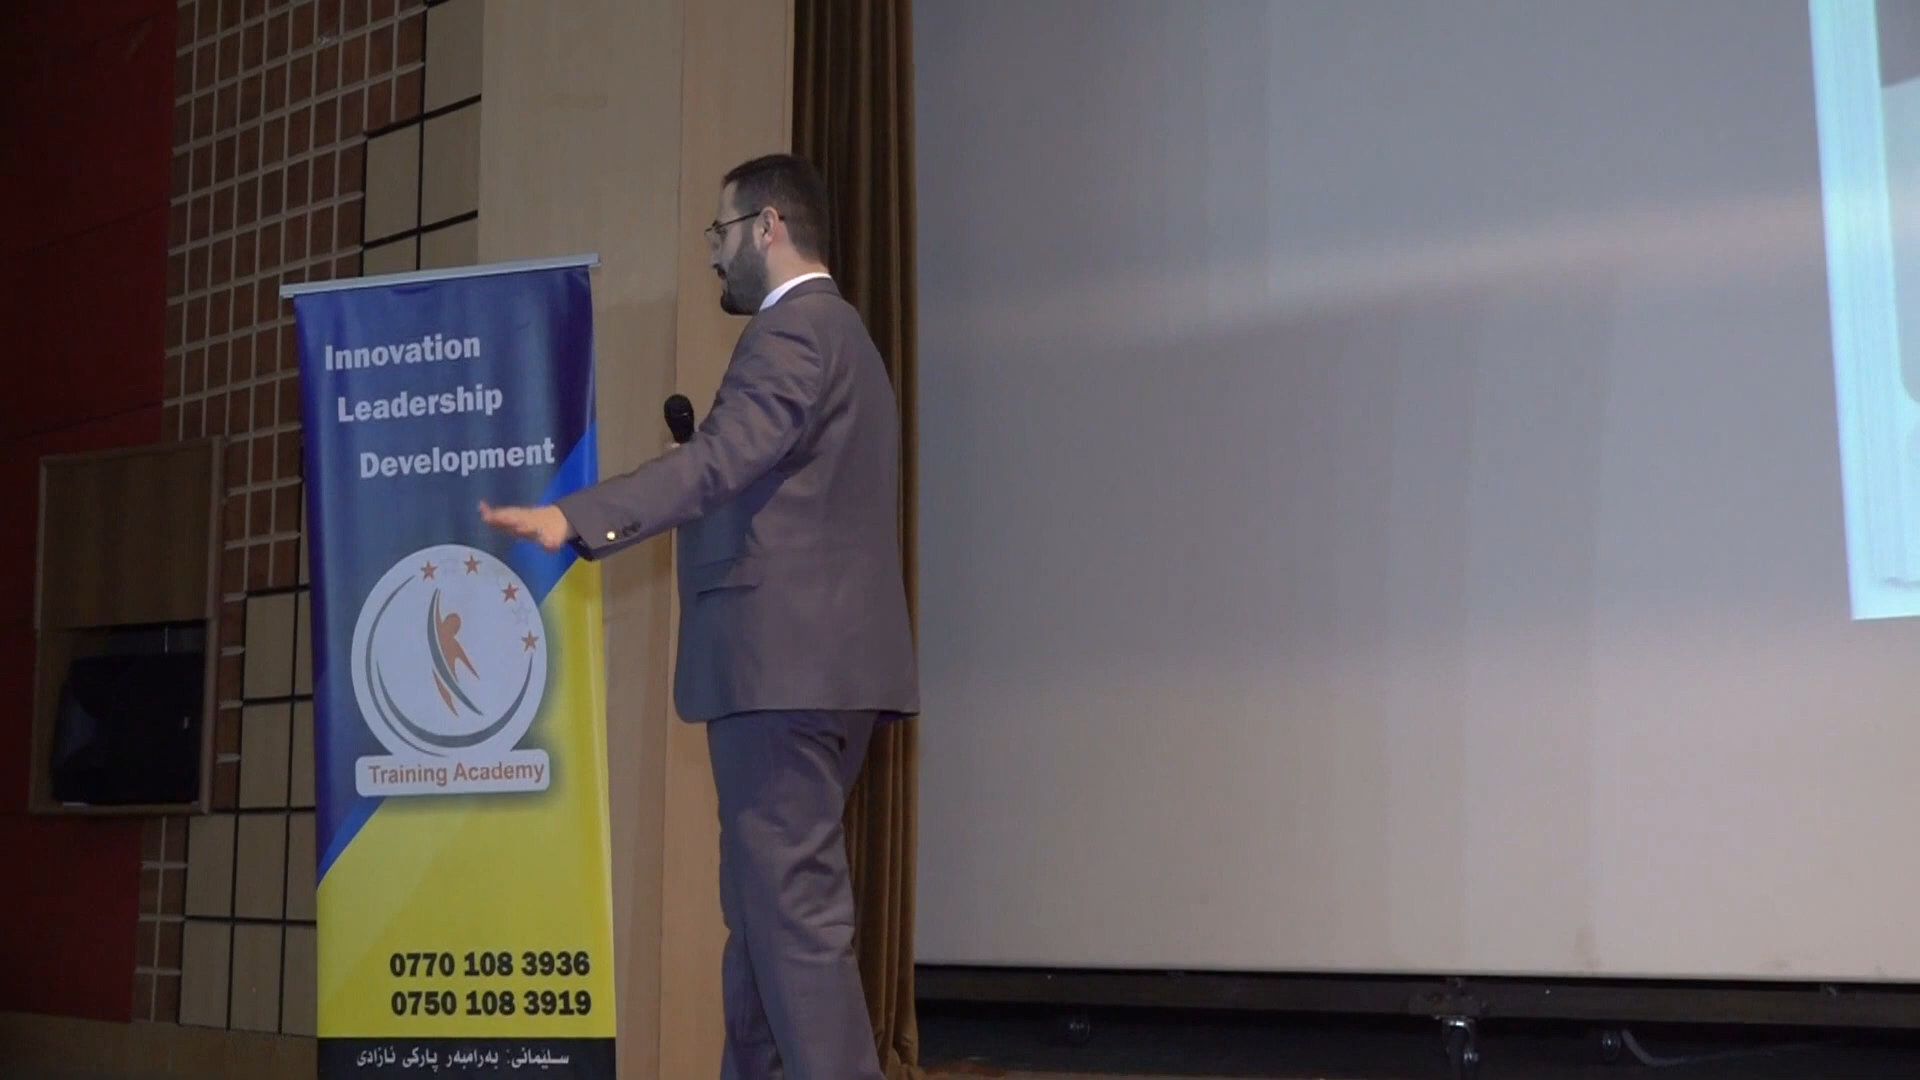 Innovation
Leadership
Development
Training Academy
0770 108 3936
0750 108 3919
سلێمانی: بەرامبەر پارکی ئازادی